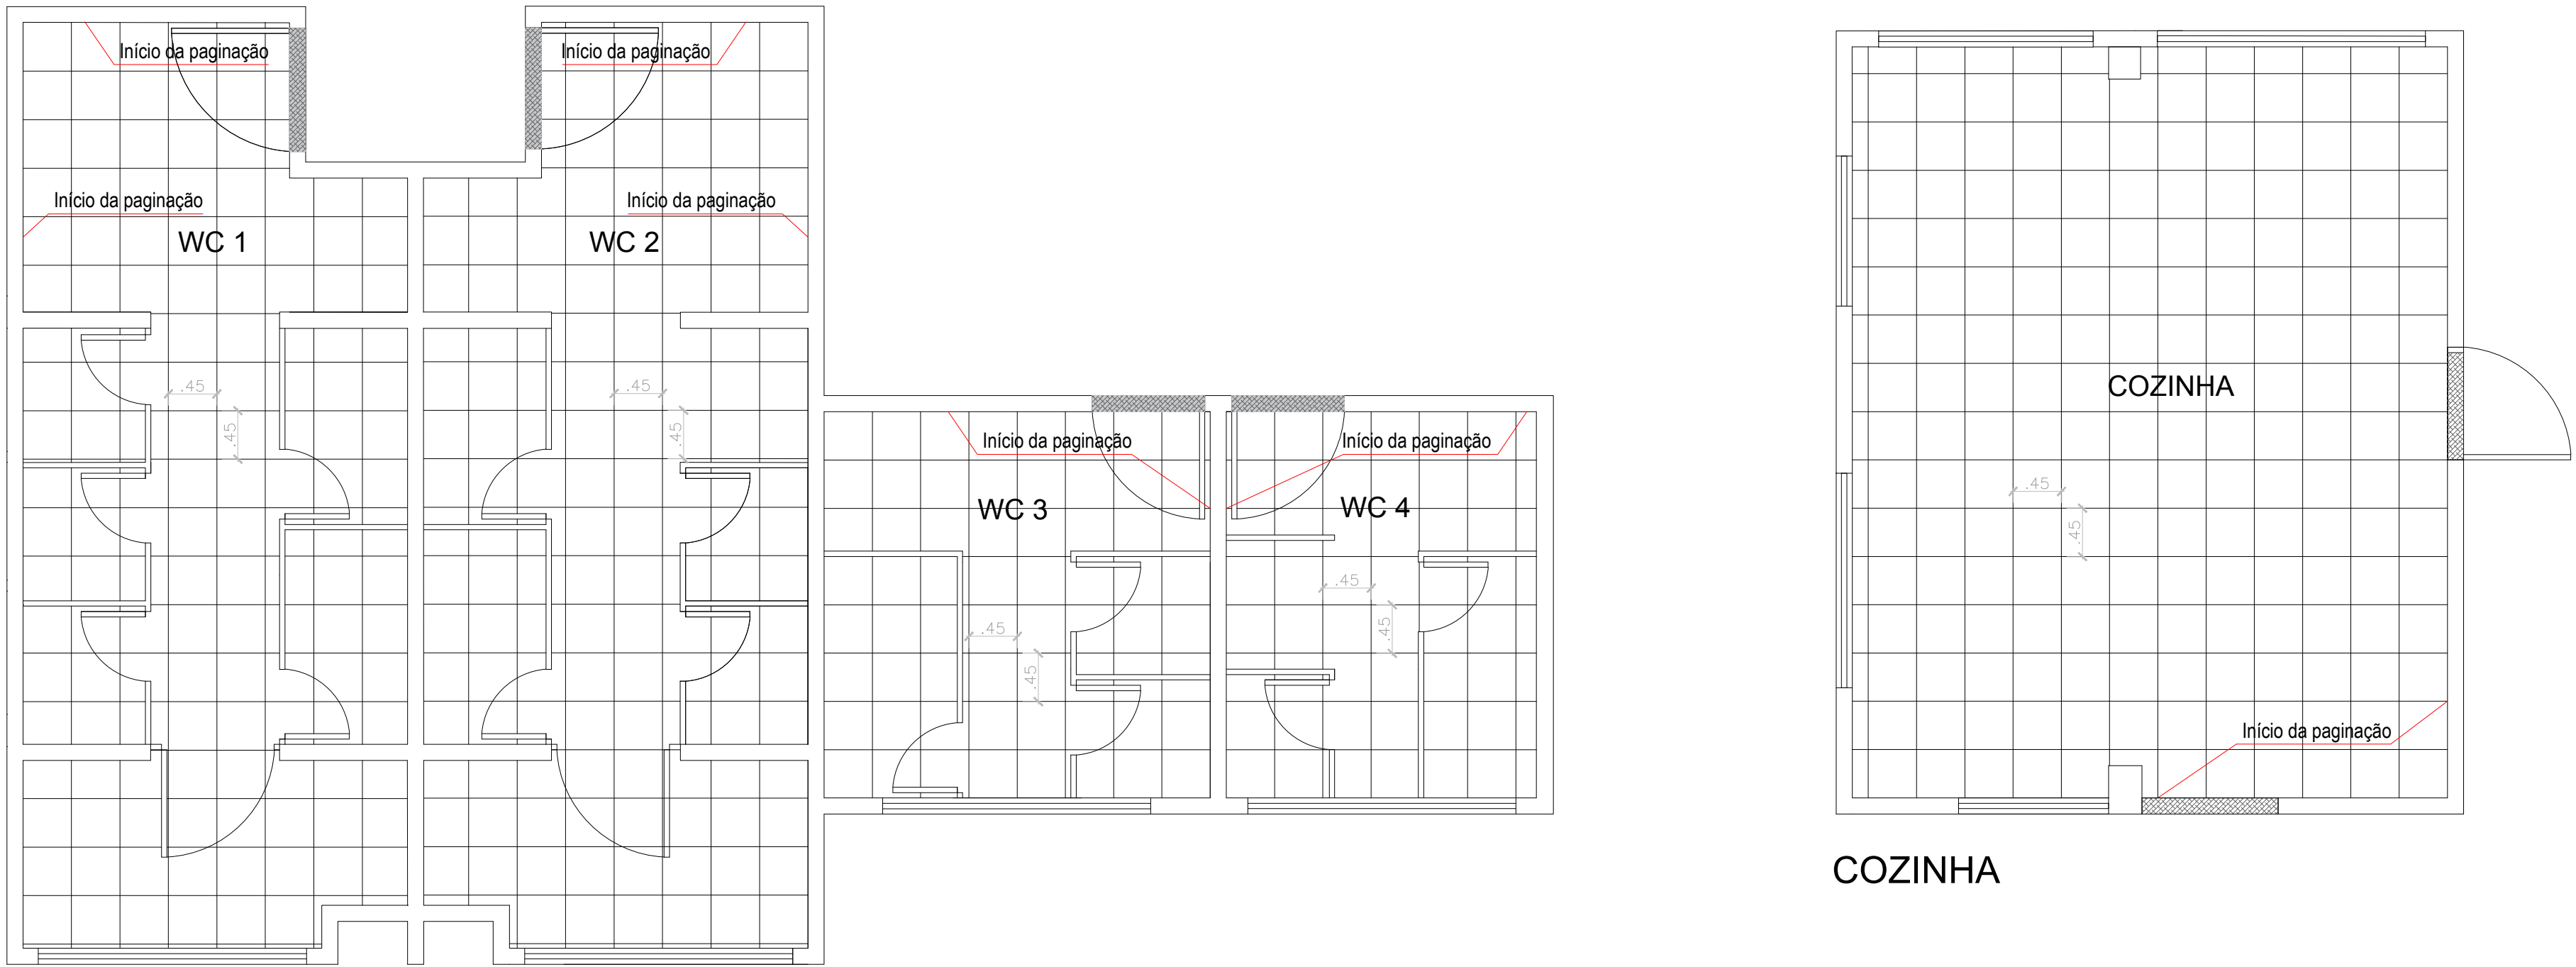 Início da paginação
Início da paginação
Início da paginação
Início da paginação
WC 1
WC 2
.45
.45
.45
.45
Início da paginação
Início da paginação
WC 3
WC 4
.45
.45
.45
.45
COZINHA
.45
.45
Início da paginação
COZINHA